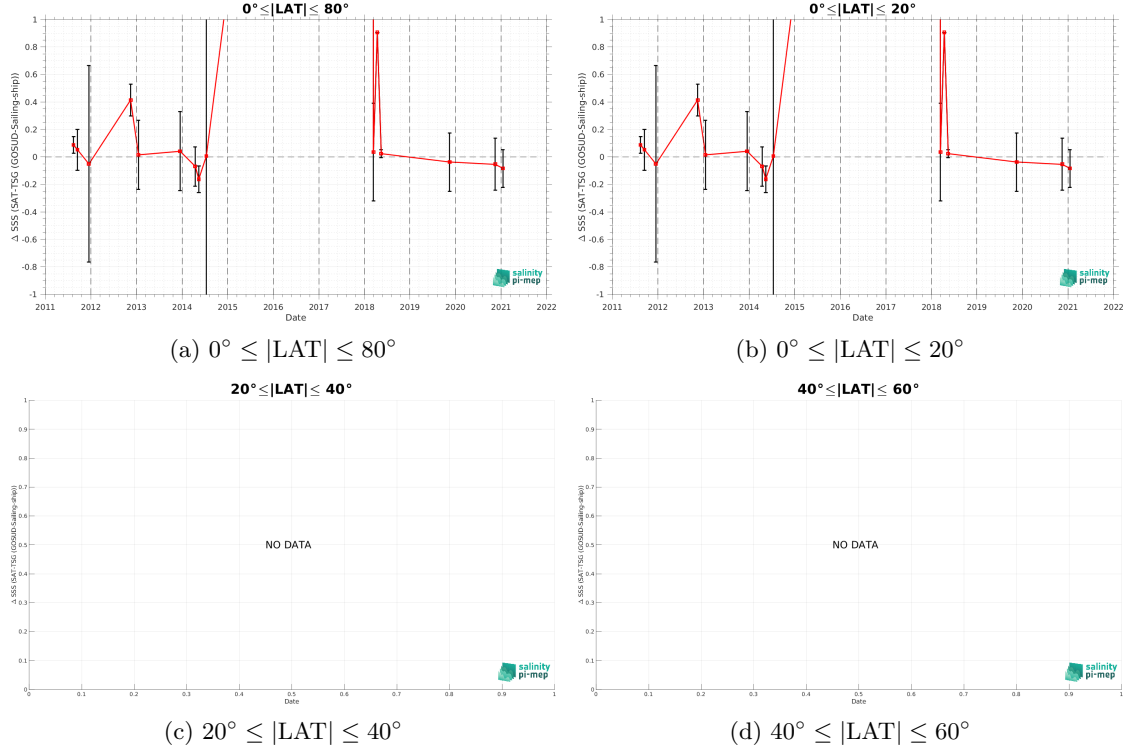 0°≤|LAT|≤ 80°
Δ SSS (SAT-TSG (GOSUD-Sailing-ship))
1
0.8
0.6
0.4
0.2
0
-0.2
-0.4
-0.6
-0.8
-1
2011 2012 2013 2014 2015 2016 2017 2018 2019 2020 2021 2022
Date
salinity
pi-mep
(a) 0° ≤ |LAT| ≤ 80°
0°≤|LAT|≤ 20°
Δ SSS (SAT-TSG (GOSUD-Sailing-ship))
1
0.8
0.6
0.4
0.2
0
-0.2
-0.4
-0.6
-0.8
-1
2011 2012 2013 2014 2015 2016 2017 2018 2019 2020 2021 2022
Date
salinity
pi-mep
(b) 0° ≤ |LAT| ≤ 20°
20°≤|LAT|≤ 40°
Δ SSS (SAT-TSG (GOSUD-Sailing-ship))
1
0.9
0.8
0.7
0.6
0.5
0.4
0.3
0.2
0.1
0
NO DATA
0 0.1 0.2 0.3 0.4 0.5 0.6 0.7 0.8 0.9 1
Date
salinity
pi-mep
(c) 20° ≤ |LAT| ≤ 40°
40°≤|LAT|≤ 60°
Δ SSS (SAT-TSG (GOSUD-Sailing-ship))
1
0.9
0.8
0.7
0.6
0.5
0.4
0.3
0.2
0.1
0
NO DATA
0 0.1 0.2 0.3 0.4 0.5 0.6 0.7 0.8 0.9 1
Date
salinity
pi-mep
(d) 40° ≤ |LAT| ≤ 60°